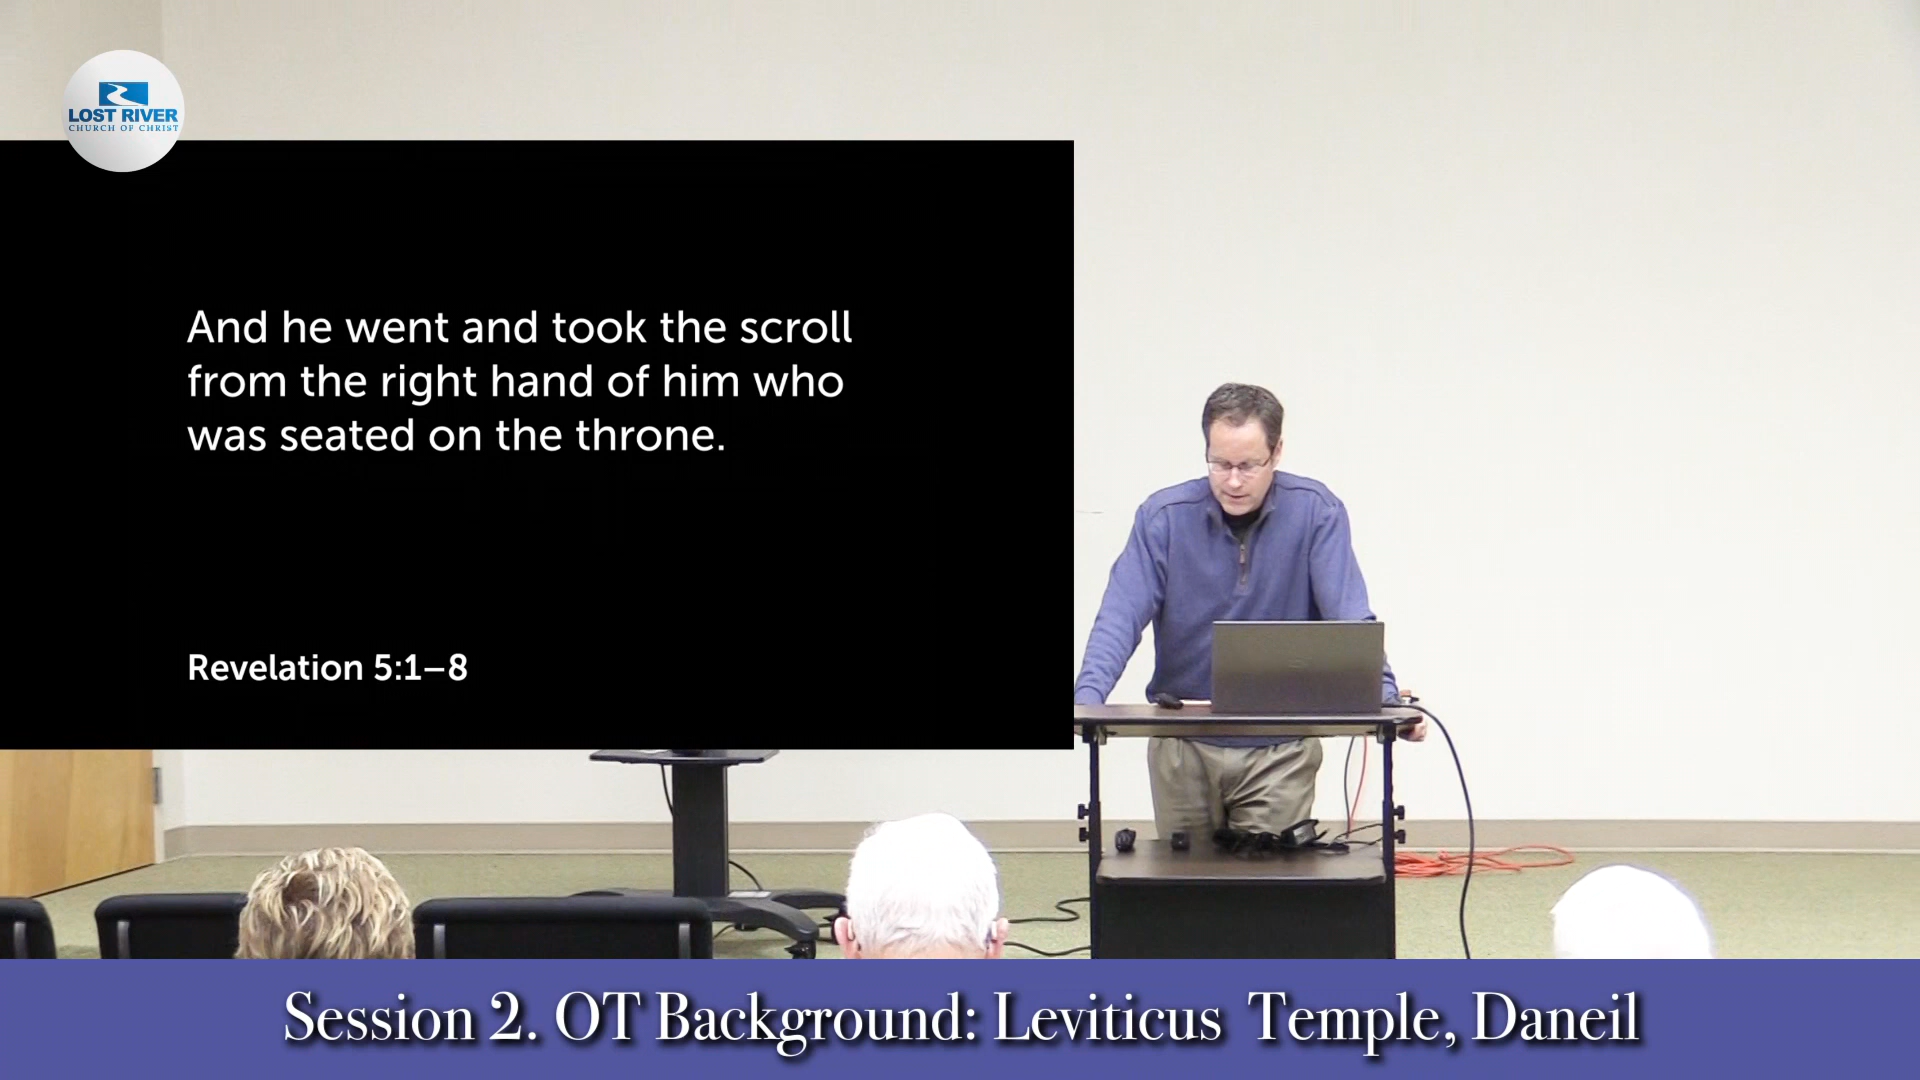 LOST RIVER
CHURCH OF CHRIST
And he went and took the scroll
from the right hand of him who
was seated on the throne.
Revelation 5:1–8
Session 2. OT Background: Leviticus  Temple, Daneil